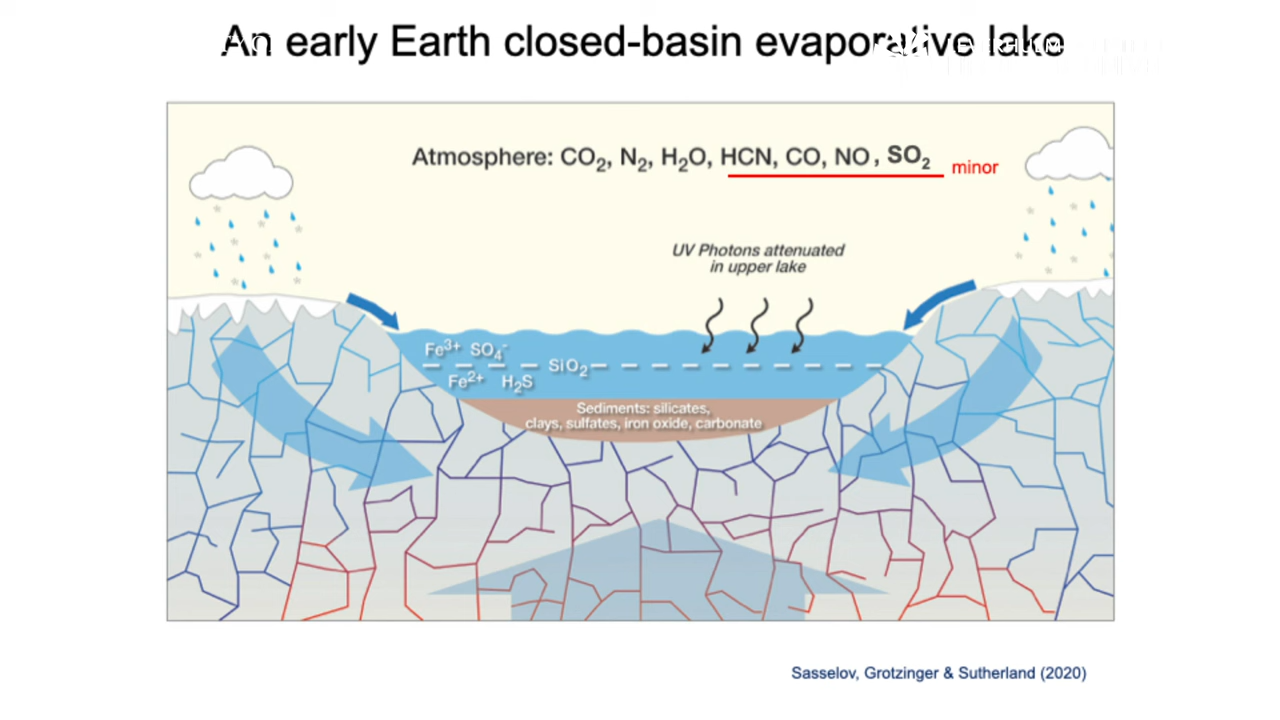 An early Earth closed-basin evaporative lake
Atmosphere: CO₂, N₂, H₂O, HCN, CO, NO, SO₂
minor
UV Photons attenuated
in upper lake
Fe³⁺ SO₄⁻
SiO₂
Fe²⁺ H₂S
Sediments: silicates,
clays, sulfates, iron oxide, carbonate
Sasselov, Grotzinger & Sutherland (2020)